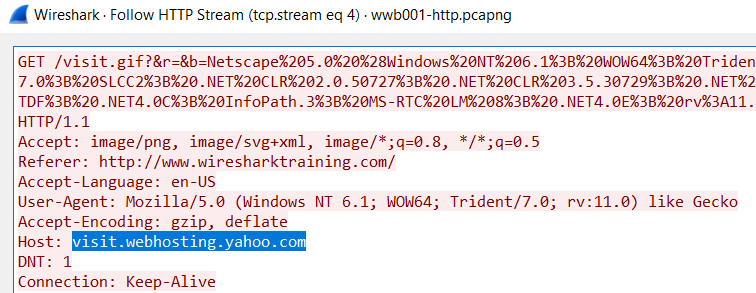 Wireshark · Follow HTTP Stream (tcp.stream eq 4) · wwb001-http.pcapng
GET /visit.gif?&r=&b=Netscape%205.0%20%28Windows%20NT%206.1%3B%20WOW64%3B%20Triden
7.0%3B%20SLCC2%3B%20.NET%20CLR%202.0.50727%3B%20.NET%20CLR%203.5.30729%3B%20.NET%2
TDF%3B%20.NET4.0C%3B%20InfoPath.3%3B%20MS-RTC%20LM%208%3B%20.NET4.0E%3B%20rv%3A11.
HTTP/1.1
Accept: image/png, image/svg+xml, image/*;q=0.8, */*;q=0.5
Referer: http://www.wiresharktraining.com/
Accept-Language: en-US
User-Agent: Mozilla/5.0 (Windows NT 6.1; WOW64; Trident/7.0; rv:11.0) like Gecko
Accept-Encoding: gzip, deflate
Host: visit.webhosting.yahoo.com
DNT: 1
Connection: Keep-Alive